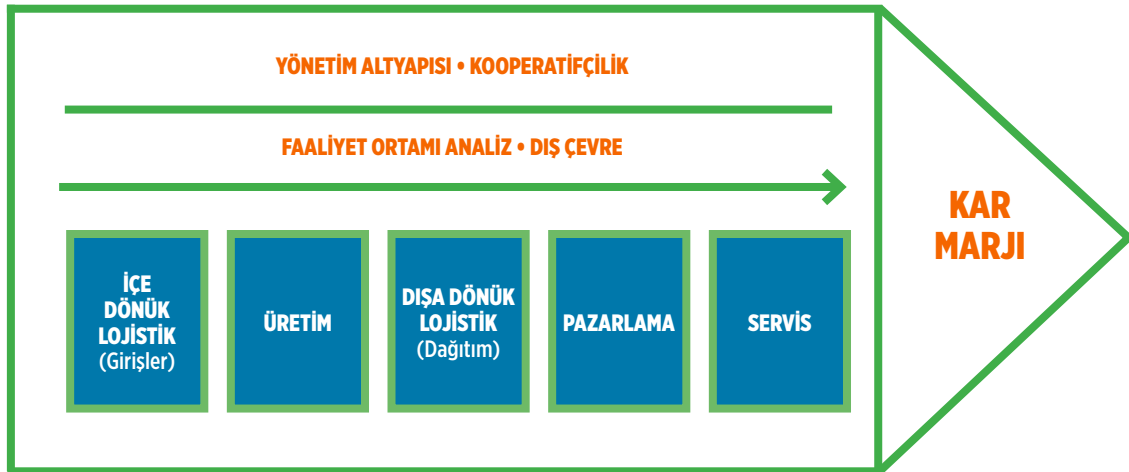 YÖNETİM ALTYAPISI • KOOPERATİFÇİLİK
FAALİYET ORTAMI ANALİZ • DIŞ ÇEVRE
İÇE
DÖNÜK
LOJİSTİK
(Girişler)
ÜRETİM
DIŞA DÖNÜK
LOJİSTİK
(Dağıtım)
PAZARLAMA
SERVİS
KAR
MARJI